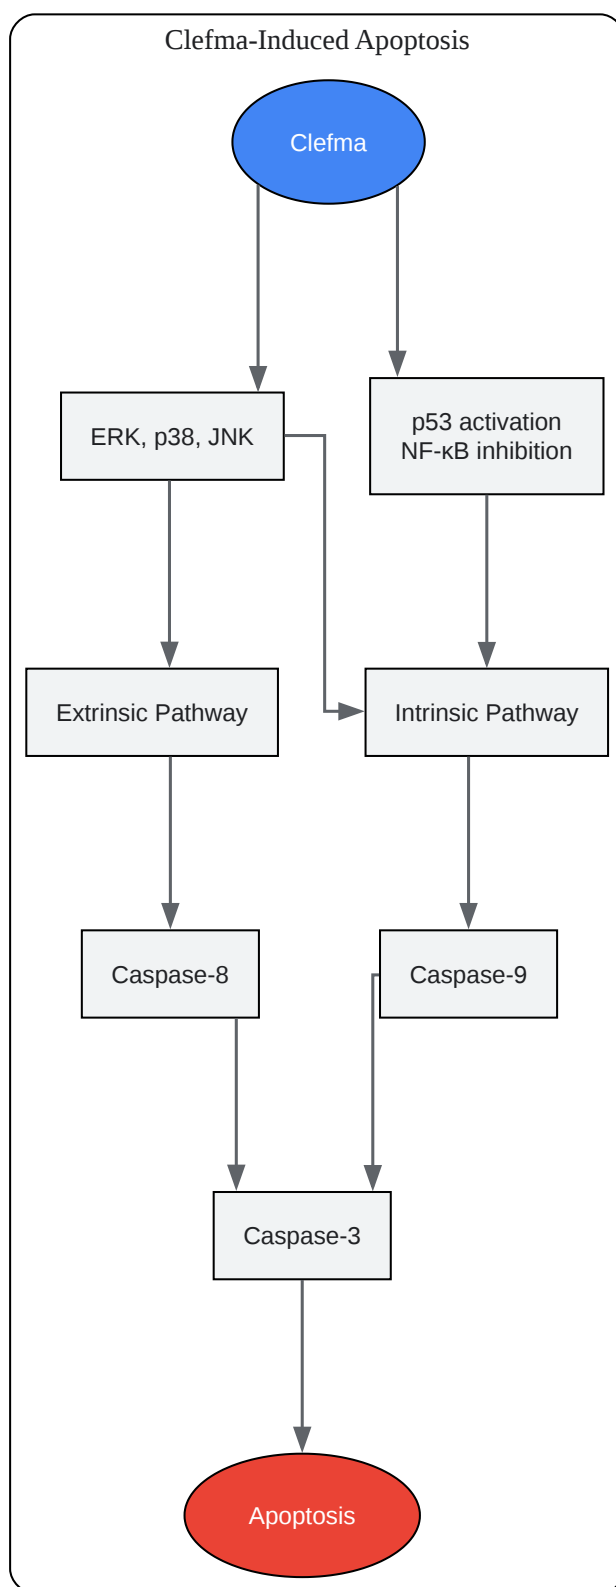 Clefma-Induced Apoptosis
Clefma
ERK, p38, JNK
p53 activation
NF-κB inhibition
Extrinsic Pathway
Intrinsic Pathway
Caspase-8
Caspase-9
Caspase-3
Apoptosis